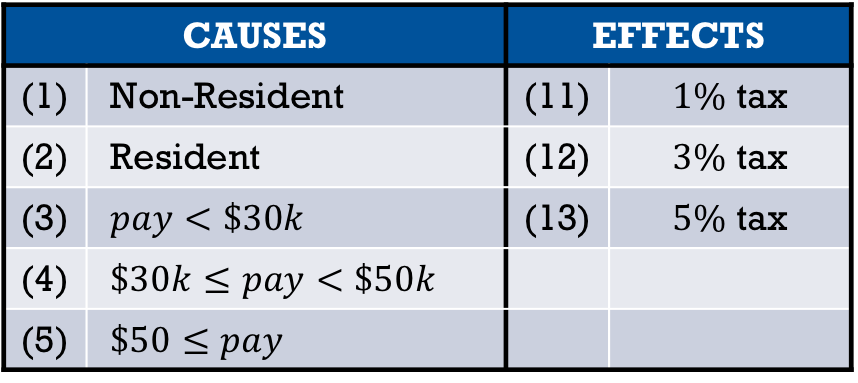 CAUSES EFFECTS
(1) Non-Resident (11) 1% tax
(2) Resident (12) 3% tax
(3) pay < $30k (13) 5% tax
(4) $30k ≤ pay < $50k
(5) $50 ≤ pay